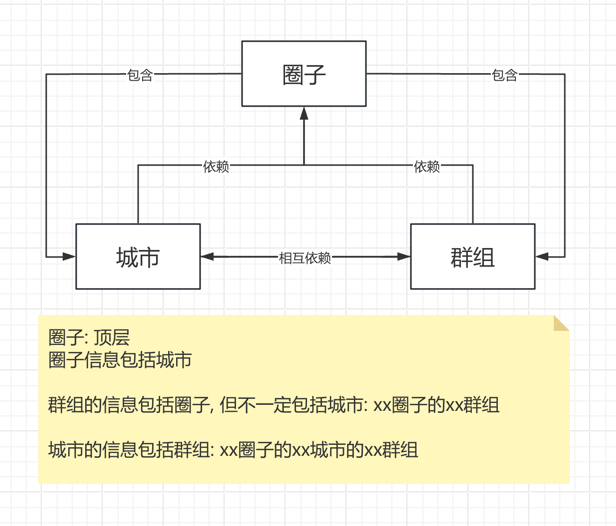 圈子
包含
包含
依赖
依赖
城市
相互依赖
群组
圈子: 顶层
圈子信息包括城市
群组的信息包括圈子, 但不一定包括城市: xx圈子的xx群组
城市的信息包括群组: xx圈子的xx城市的xx群组